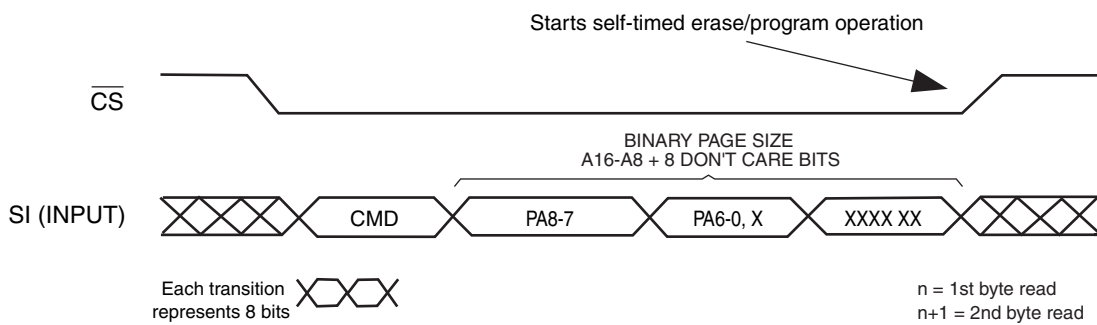 Starts self-timed erase/program operation
CS
BINARY PAGE SIZE
A16-A8 + 8 DON'T CARE BITS
SI (INPUT)
CMD
PA8-7
PA6-0, X
XXXX XX
Each transition
represents 8 bits
n = 1st byte read
n+1 = 2nd byte read